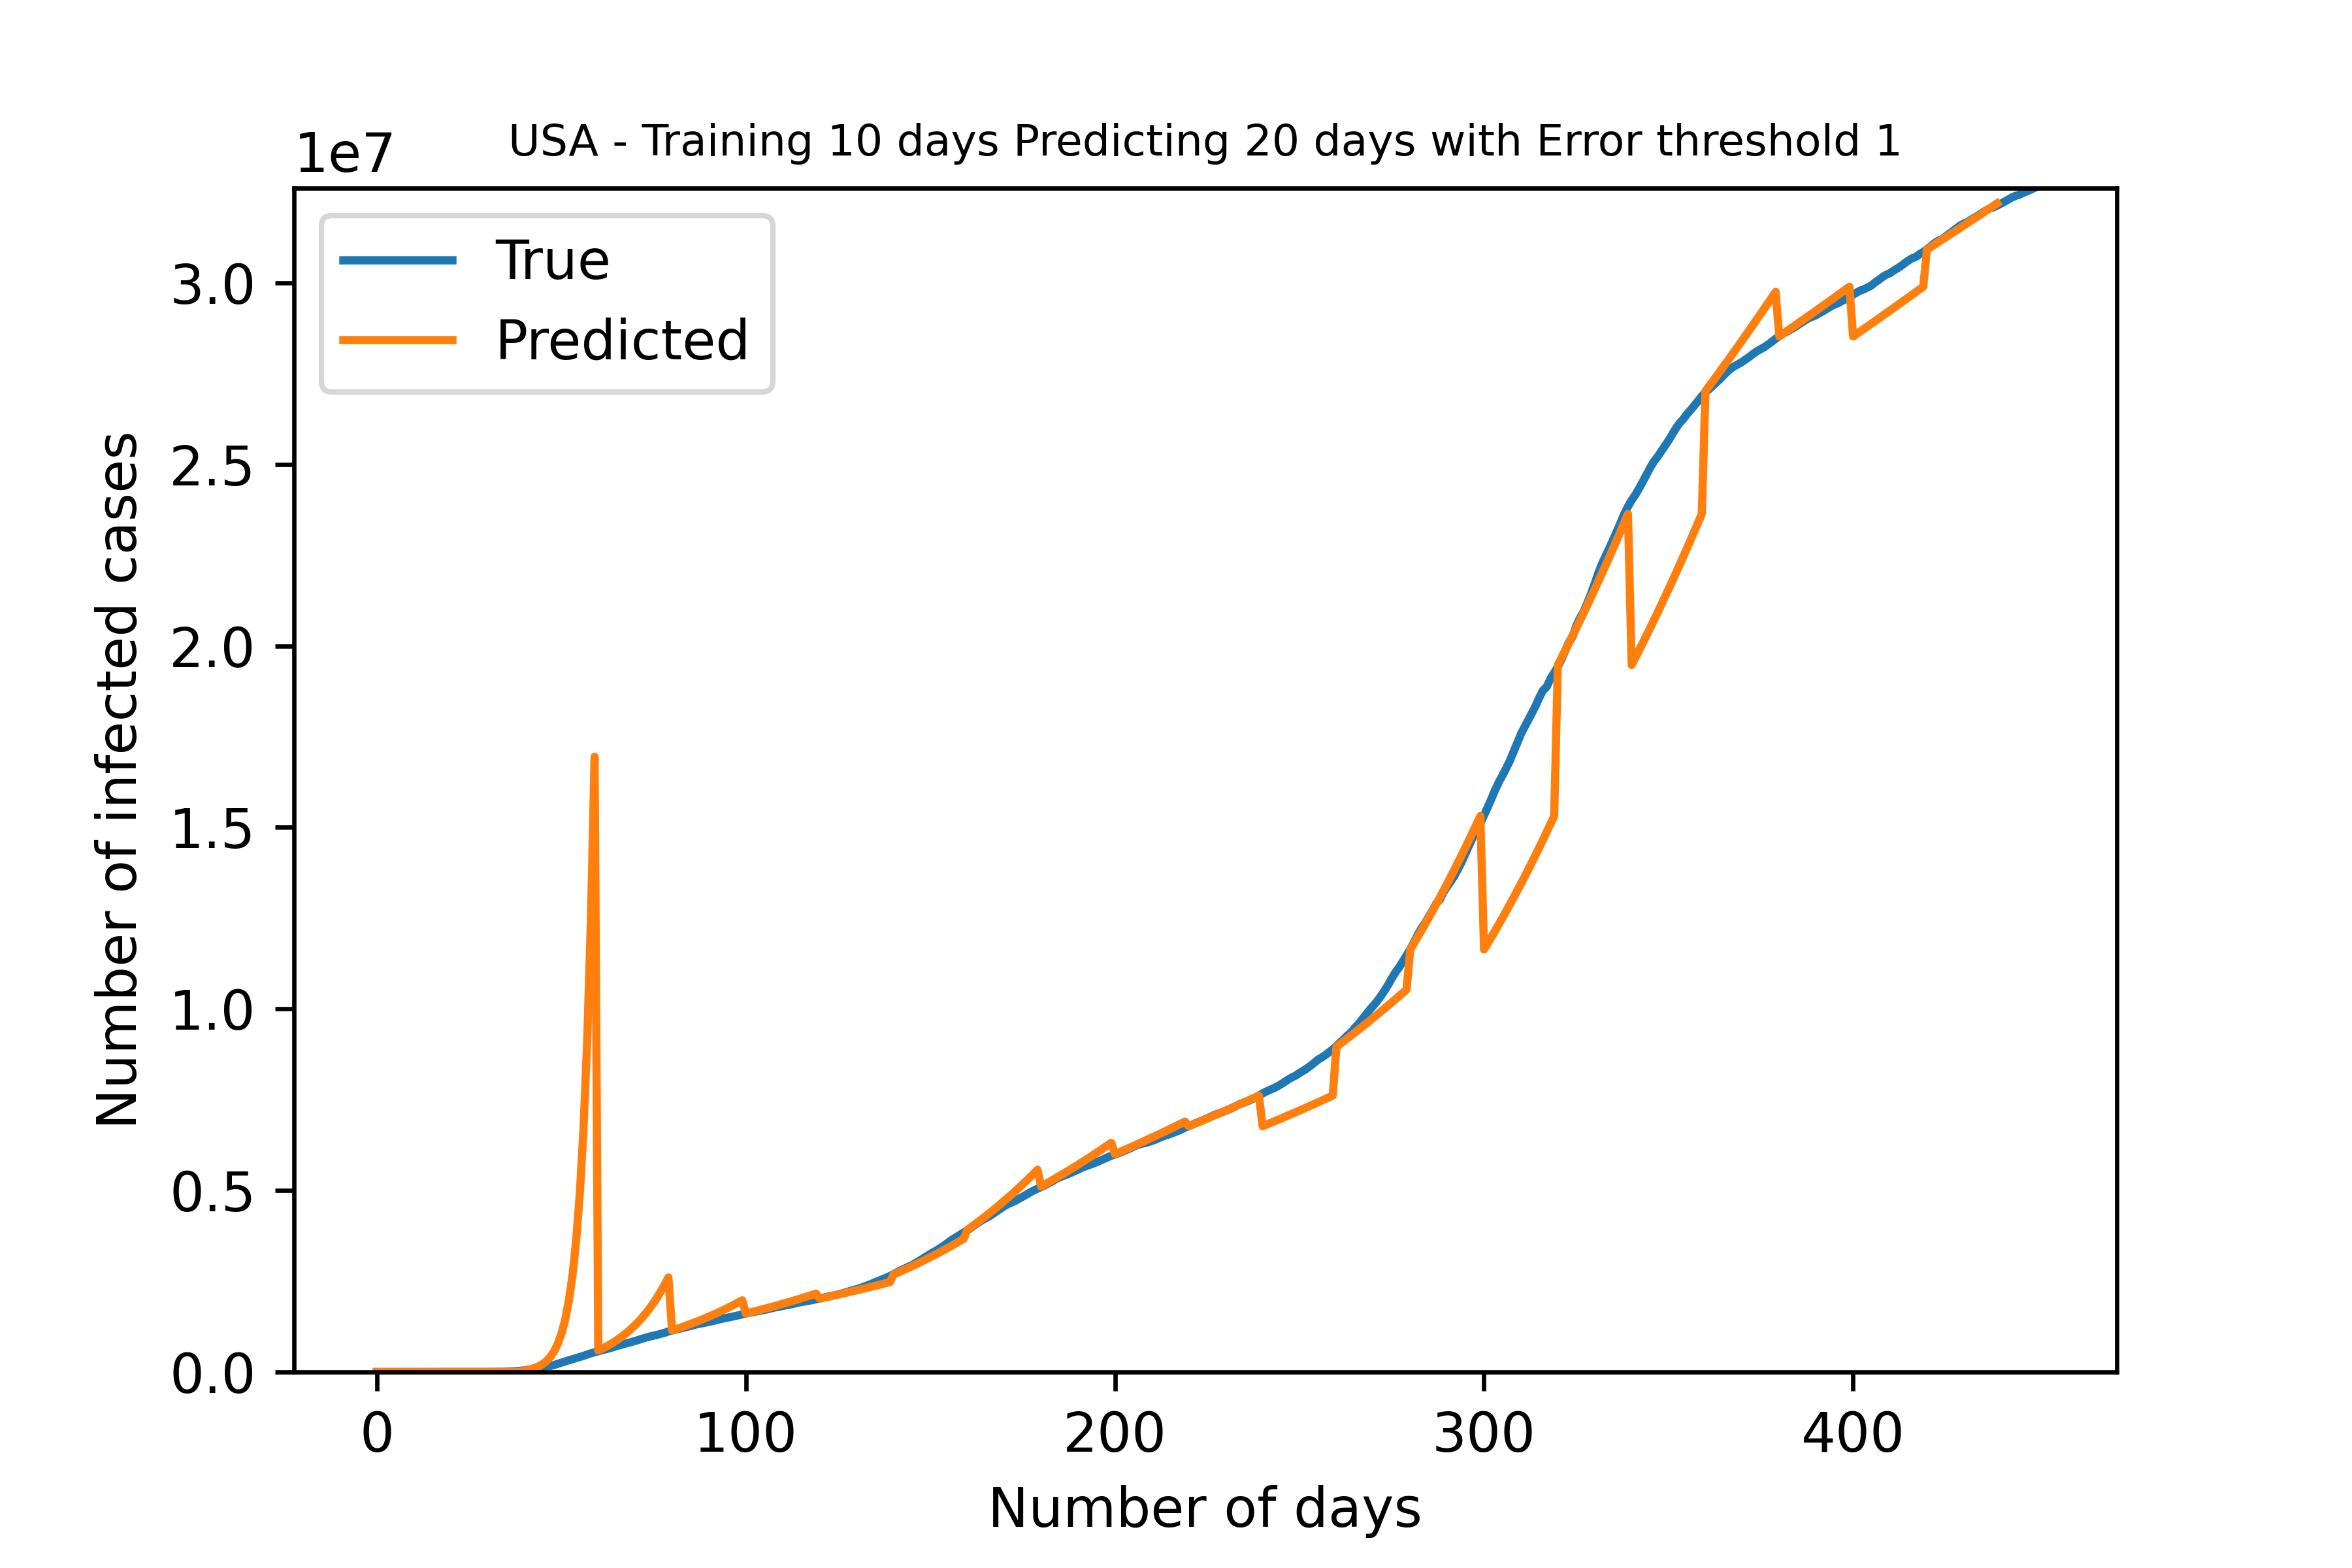 USA - Training 10 days Predicting 20 days with Error threshold 1
1e7
True
Predicted
3.0
2.5
2.0
1.5
1.0
0.5
0.0
Number of infected cases
0 100 200 300 400
Number of days